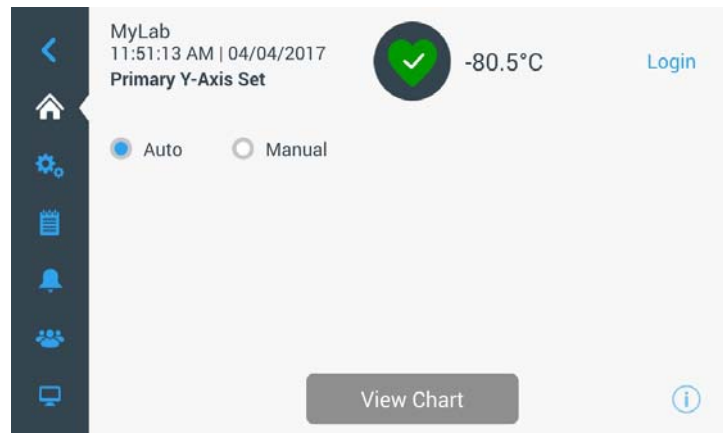 MyLab
11:51:13 AM | 04/04/2017
Primary Y-Axis Set
-80.5°C
Login
Auto
Manual
View Chart
i